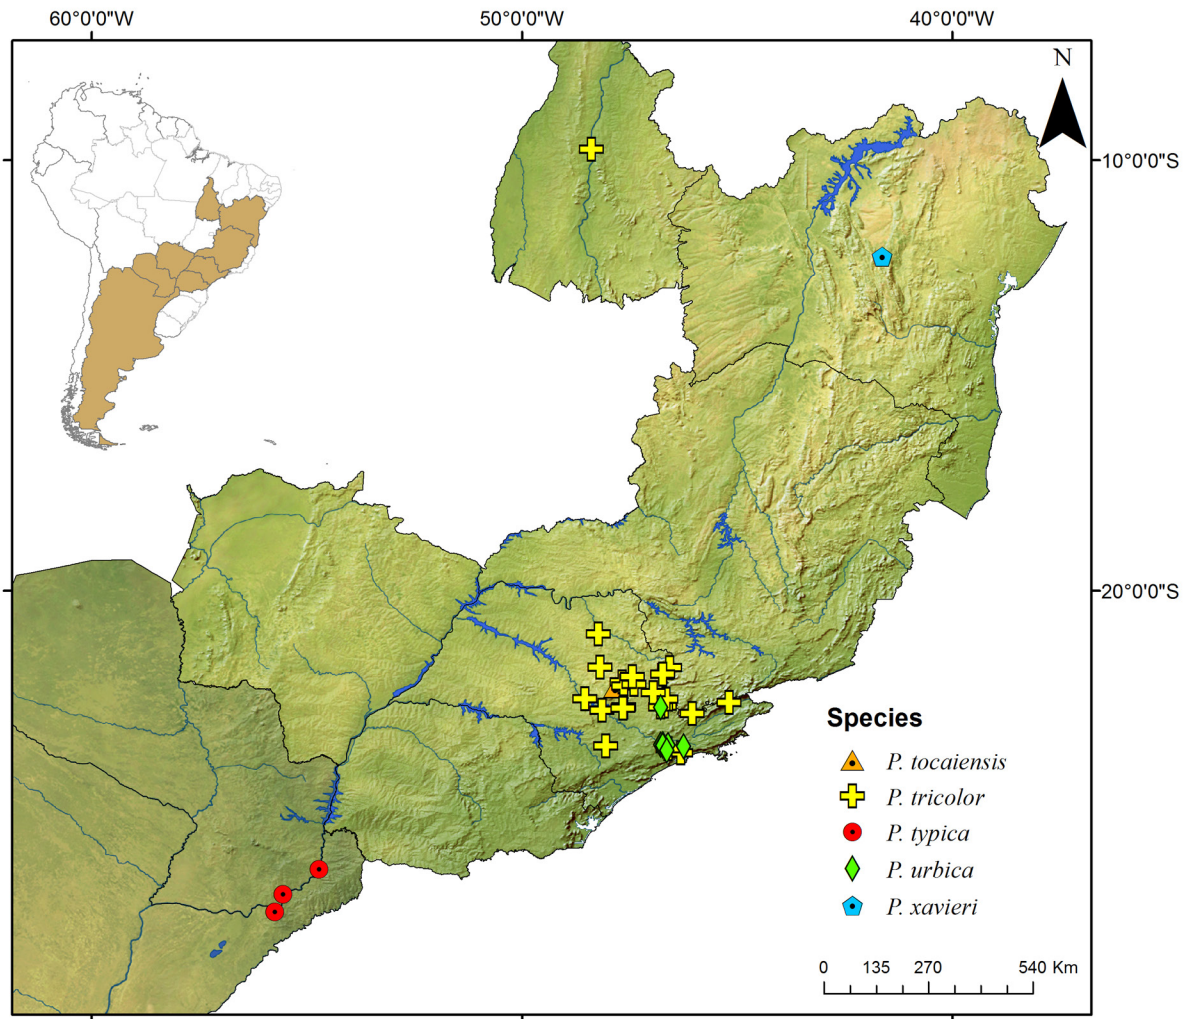 60°0'0"W 50°0'0"W 40°0'0"W
N
10°0'0"S
20°0'0"S
Species
P. tocaiensis
P. tricolor
P. typica
P. urbica
P. xavieri
0 135 270 540 Km